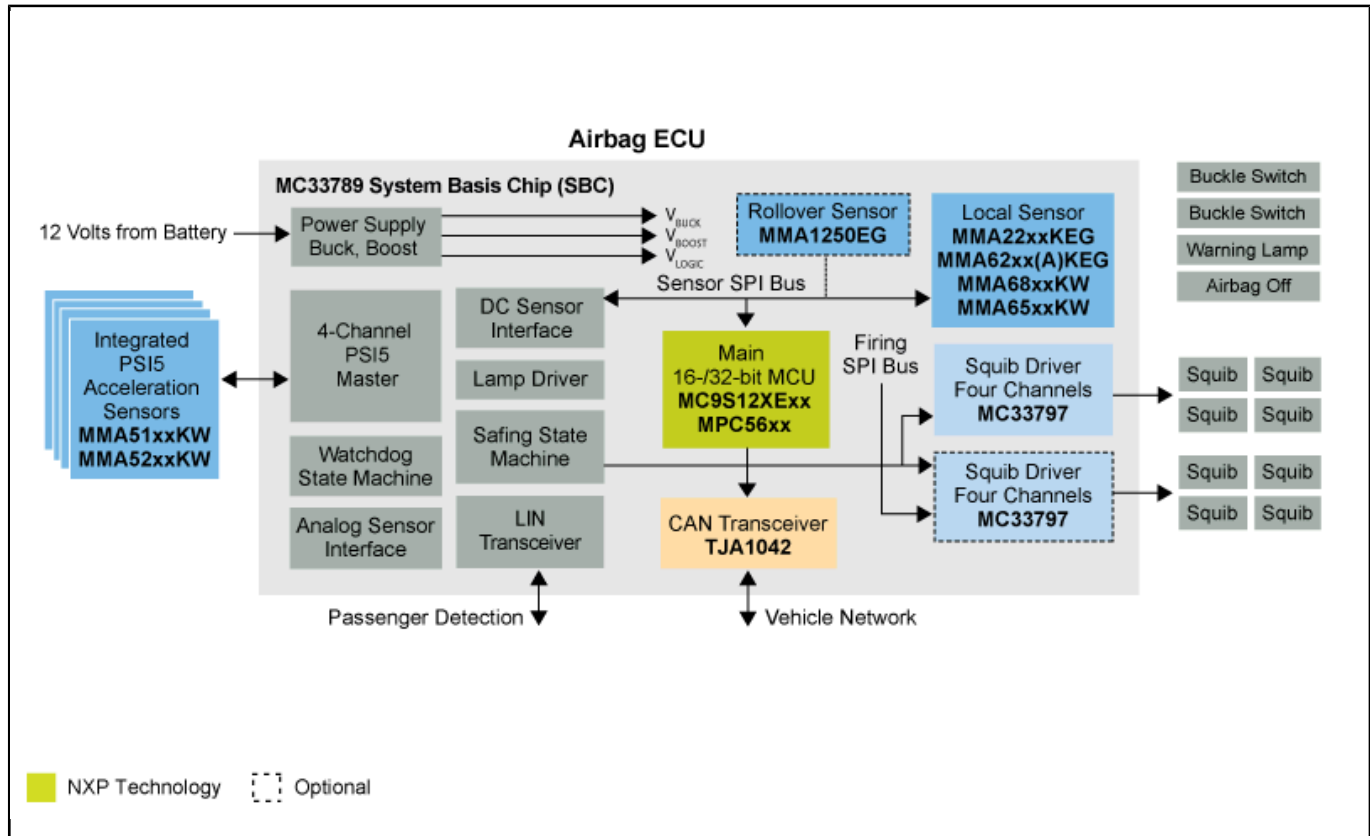 Airbag ECU
MC33789 System Basis Chip (SBC)
12 Volts from Battery
Power Supply
Buck, Boost
VBUCK
VBOOST
VLOGIC
Rollover Sensor
MMA1250EG
Local Sensor
MMA22xxKEG
MMA62xx(A)KEG
MMA68xxKW
MMA65xxKW
Buckle Switch
Buckle Switch
Warning Lamp
Airbag Off
Sensor SPI Bus
Integrated
PSI5
Acceleration
Sensors
MMA51xxKW
MMA52xxKW
4-Channel
PSI5
Master
DC Sensor
Interface
Lamp Driver
Safing State
Machine
Watchdog
State Machine
Analog Sensor
Interface
LIN
Transceiver
Main
16-/32-bit MCU
MC9S12XExx
MPC56xx
Firing
SPI Bus
Squib Driver
Four Channels
MC33797
Squib Squib
Squib Squib
Squib Driver
Four Channels
MC33797
Squib Squib
Squib Squib
CAN Transceiver
TJA1042
Passenger Detection
Vehicle Network
NXP Technology
Optional